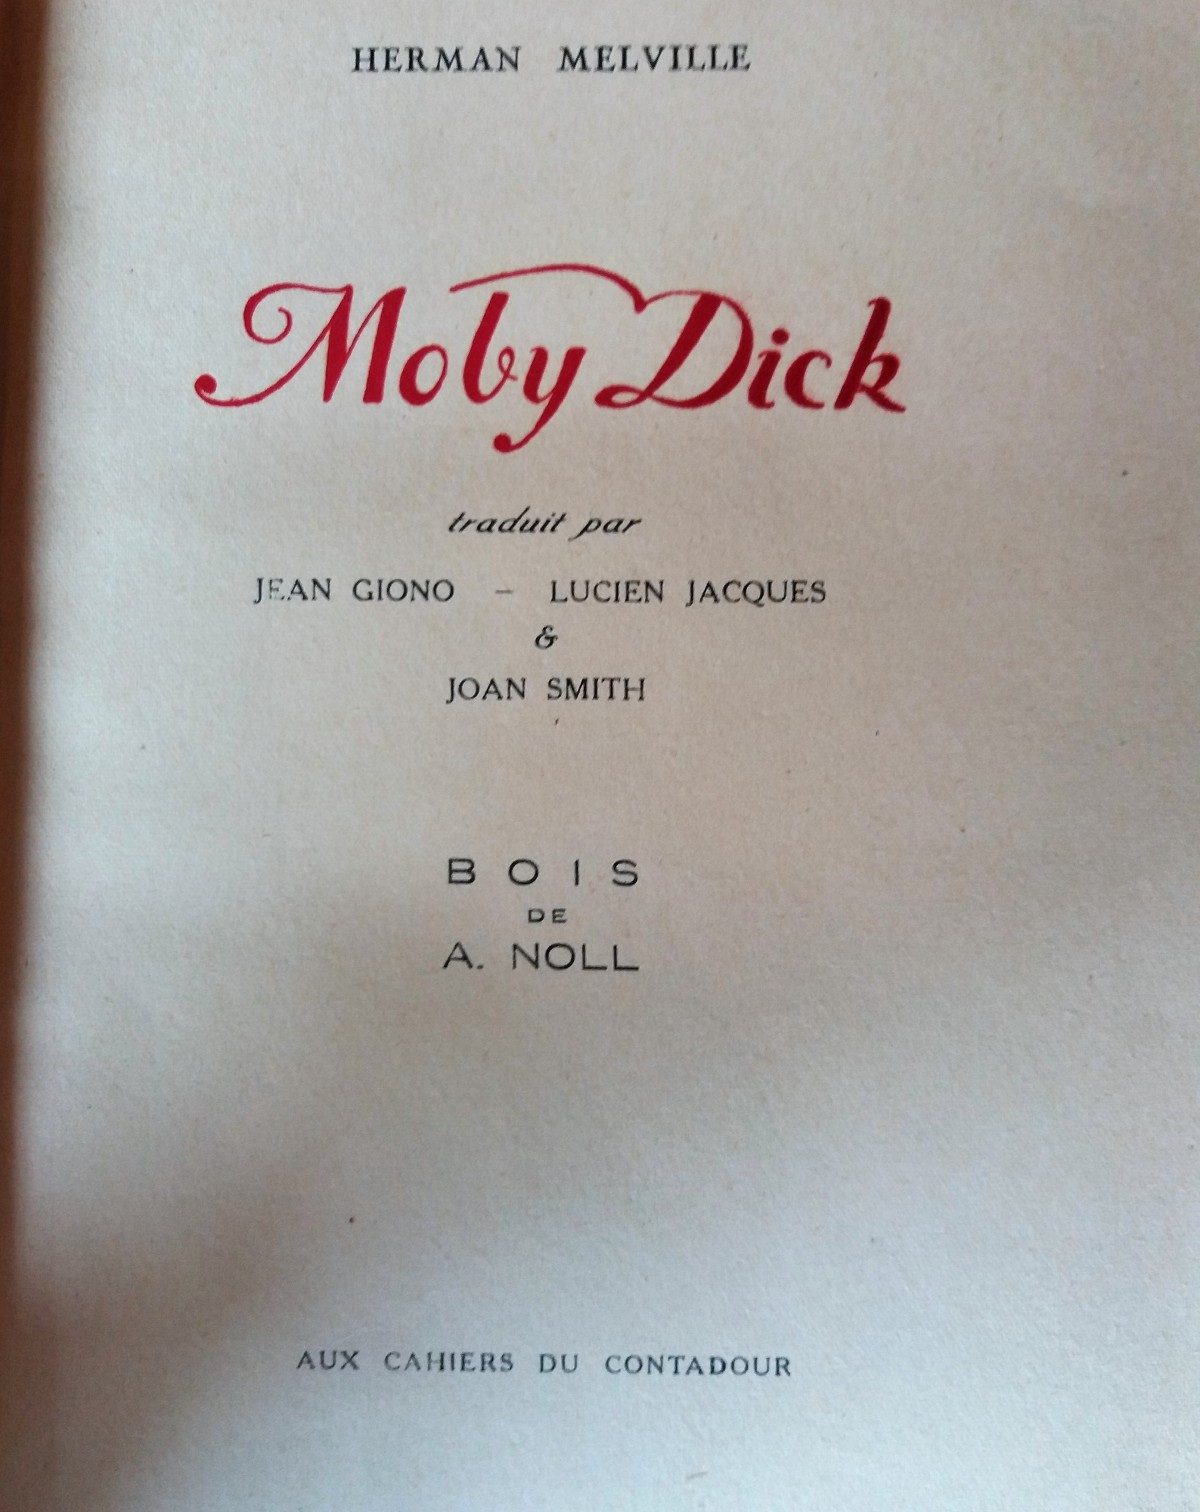 HERMAN MELVILLE
Moby Dick
traduit par
JEAN GIONO – LUCIEN JACQUES
&
JOAN SMITH
BOIS
DE
A. NOLL
AUX CAHIERS DU CONTADOUR